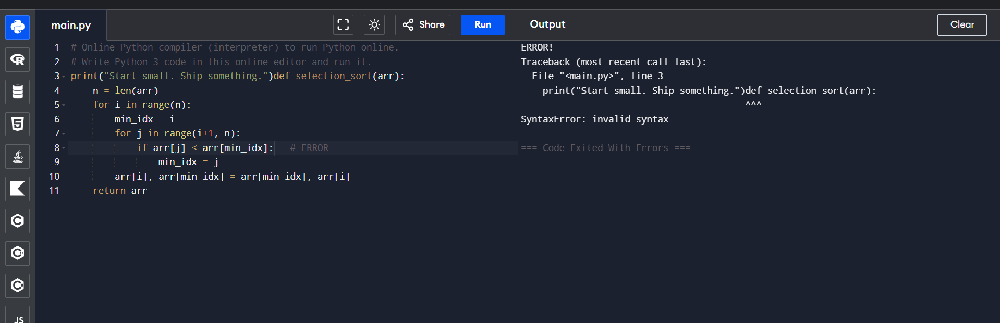 main.py
Share
Run
Output
Clear
1 # Online Python compiler (interpreter) to run Python online.
2 # Write Python 3 code in this online editor and run it.
3 print("Start small. Ship something.")def selection_sort(arr):
4     n = len(arr)
5     for i in range(n):
6         min_idx = i
7         for j in range(i+1, n):
8             if arr[j] < arr[min_idx]:   # ERROR
9                 min_idx = j
10         arr[i], arr[min_idx] = arr[min_idx], arr[i]
11     return arr
ERROR!
Traceback (most recent call last):
  File "<main.py>", line 3
    print("Start small. Ship something.")def selection_sort(arr):
                                         ^^^
SyntaxError: invalid syntax
=== Code Exited With Errors ===
R
5
C
C++
C#
JS